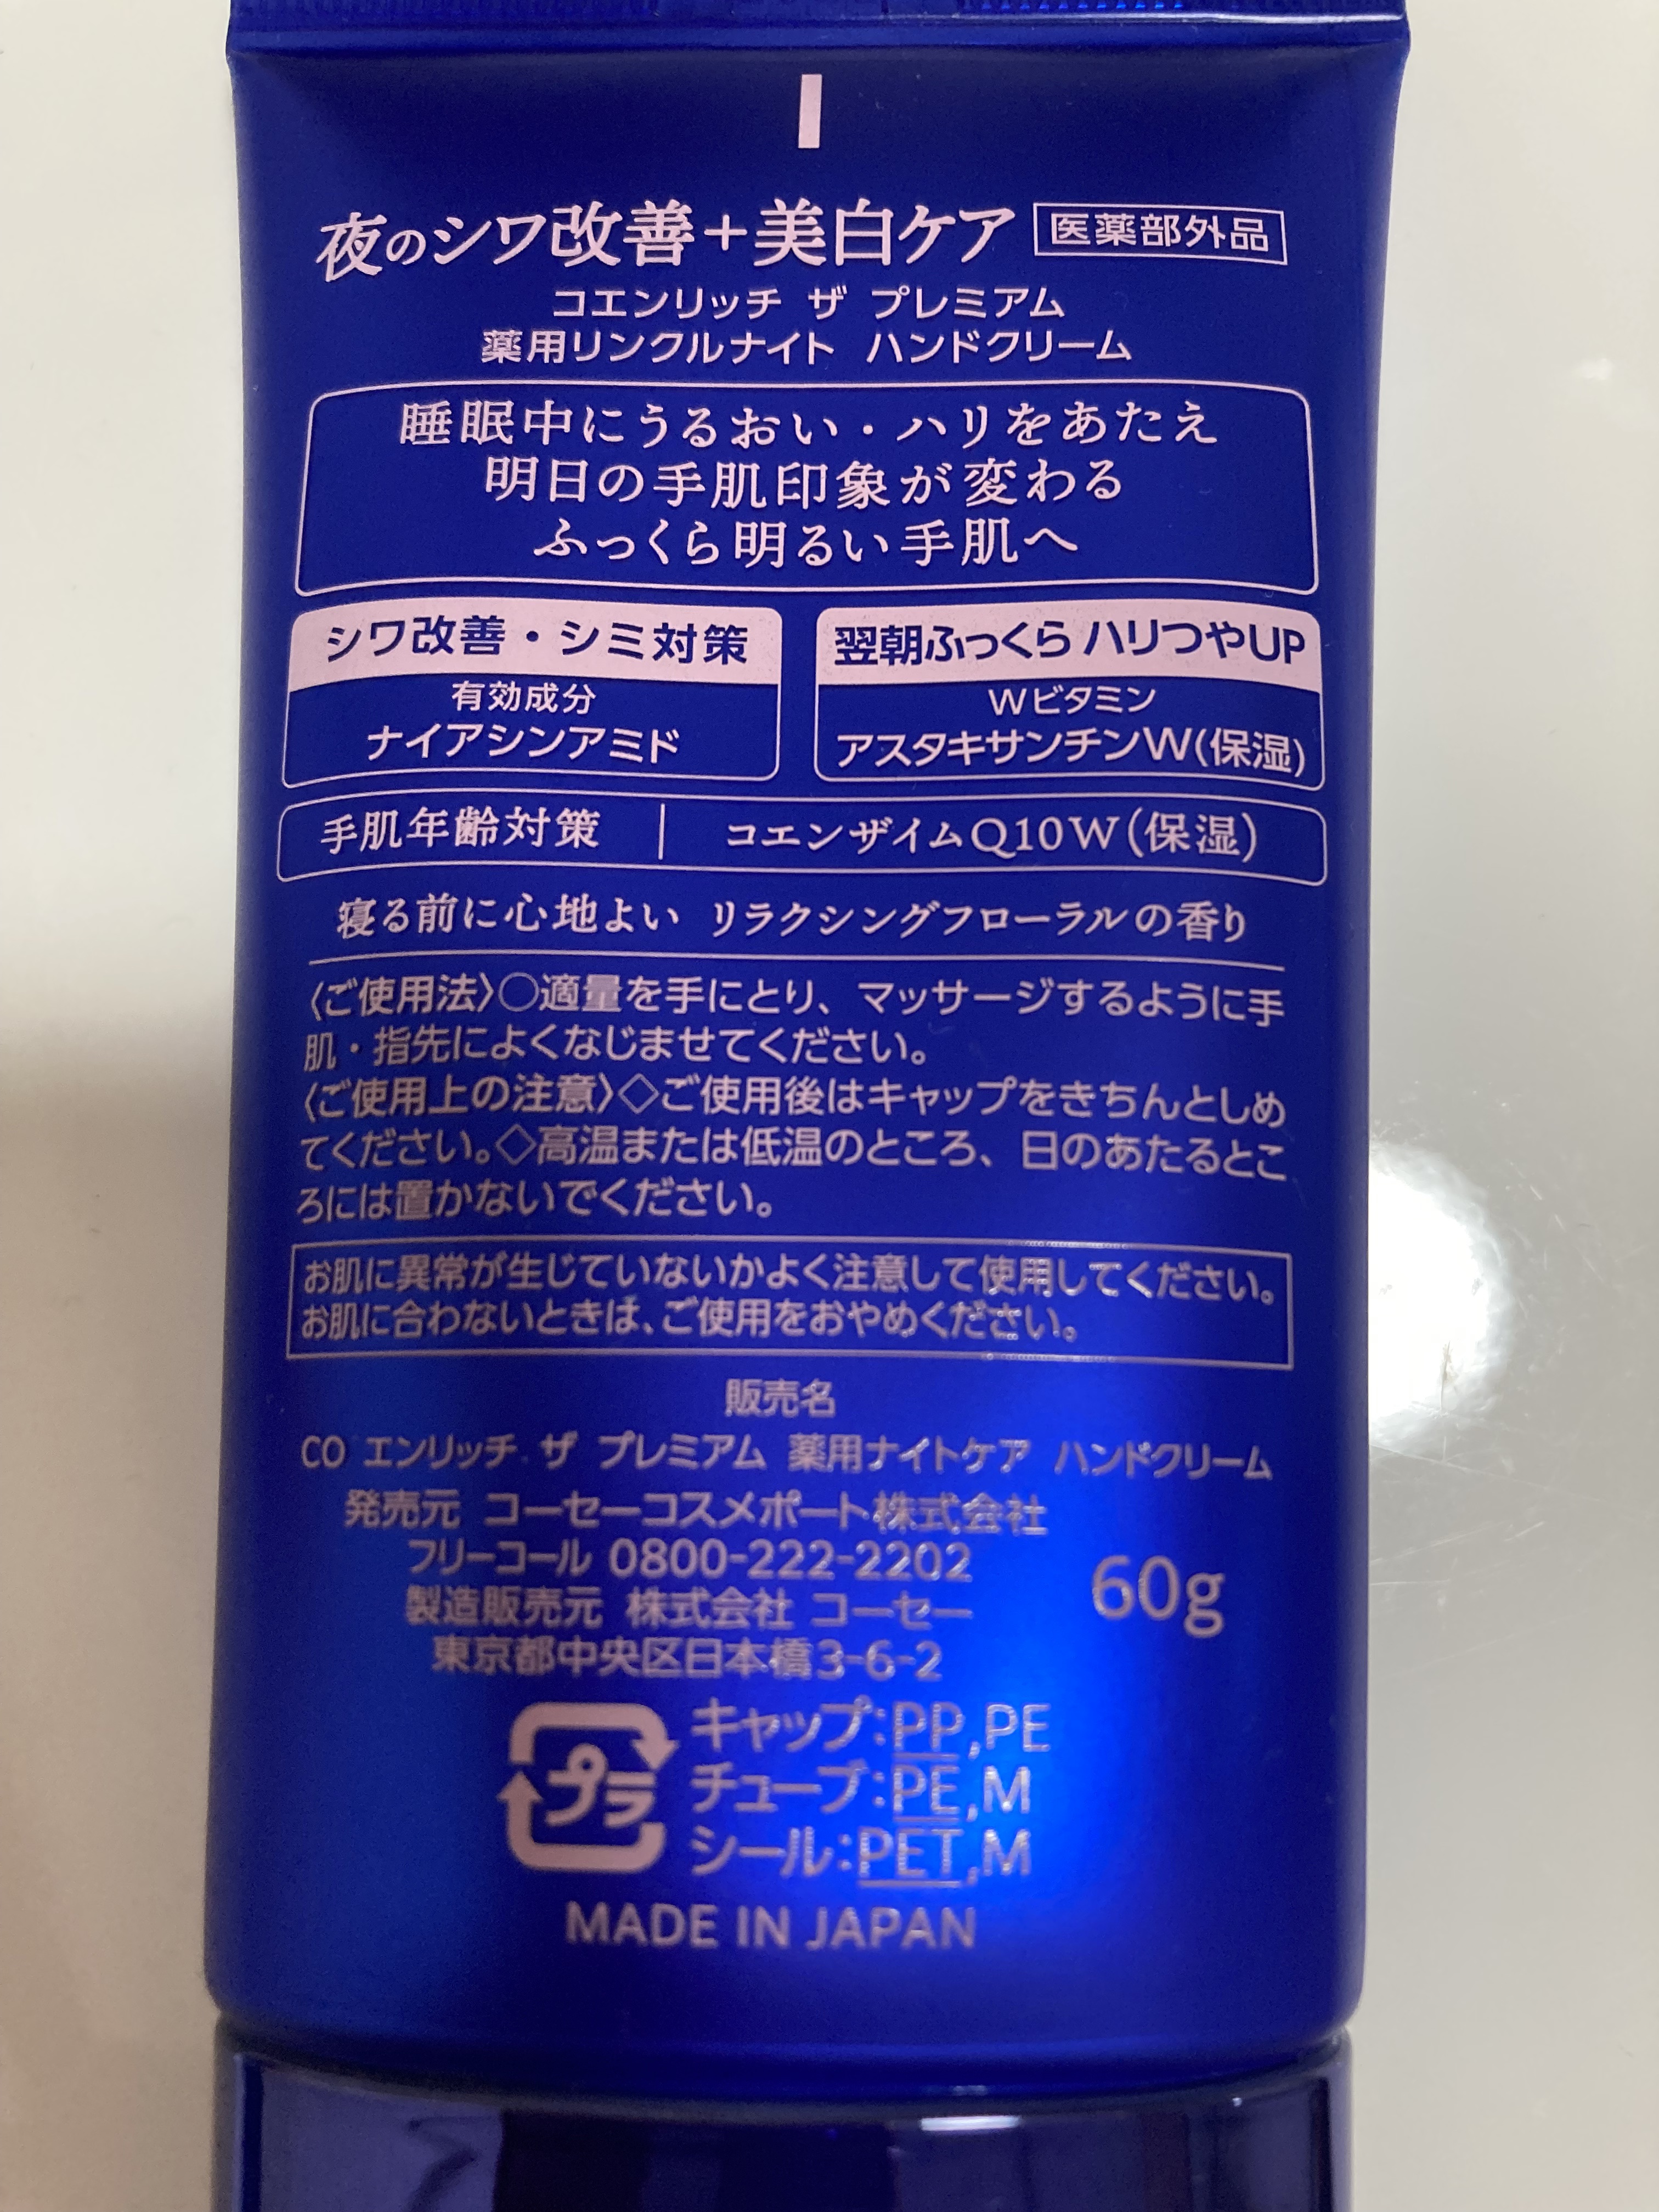 夜のシワ改善+美白ケア 医薬部外品
コエンリッチ ザ プレミアム
薬用リンクルナイト ハンドクリーム
睡眠中にうるおい・ハリをあたえ
明日の手肌印象が変わる
ふっくら明るい手肌へ
シワ改善・シミ対策
有効成分
ナイアシンアミド
翌朝ふっくら ハリつやUP
Wビタミン
アスタキサンチンW(保湿)
手肌年齢対策 | コエンザイムQ10W(保湿)
寝る前に心地よい リラクシングフローラルの香り
〈ご使用法〉○適量を手にとり、マッサージするように手
肌・指先によくなじませてください。
〈ご使用上の注意〉◇ご使用後はキャップをきちんとしめ
てください。◇高温または低温のところ、日のあたるとこ
ろには置かないでください。
お肌に異常が生じていないかよく注意して使用してください。
お肌に合わないときは、ご使用をおやめください。
販売名
CO エンリッチ ザ プレミアム 薬用ナイトケア ハンドクリーム
発売元 コーセーコスメポート株式会社
フリーコール 0800-222-2202
製造販売元 株式会社 コーセー
東京都中央区日本橋3-6-2
60g
プラ
キャップ:PP,PE
チューブ:PE,M
シール:PET,M
MADE IN JAPAN